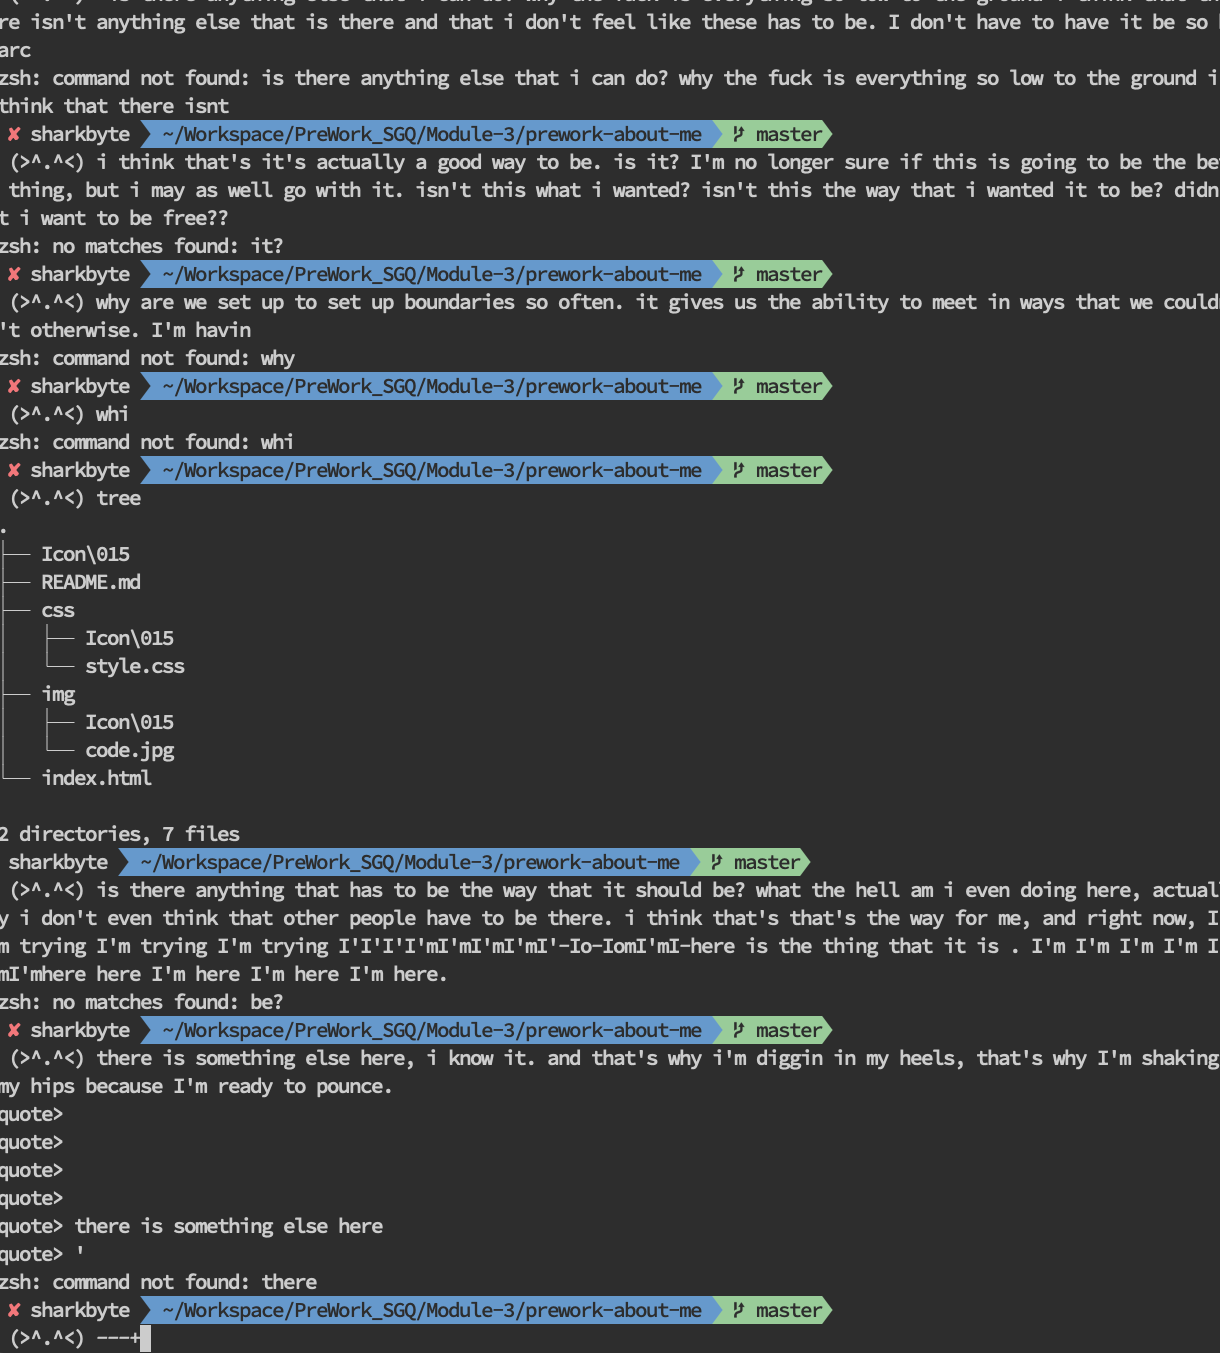 re isn't anything else that is there and that i don't feel like these has to be. I don't have to have it be so
arc
zsh: command not found: is there anything else that i can do? why the fuck is everything so low to the ground i
think that there isnt
✘ sharkbyte ~/Workspace/PreWork_SGQ/Module-3/prework-about-me master
(>^.^<) i think that's it's actually a good way to be. is it? I'm no longer sure if this is going to be the be
thing, but i may as well go with it. isn't this what i wanted? isn't this the way that i wanted it to be? didn
t i want to be free??
zsh: no matches found: it?
✘ sharkbyte ~/Workspace/PreWork_SGQ/Module-3/prework-about-me master
(>^.^<) why are we set up to set up boundaries so often. it gives us the ability to meet in ways that we could
't otherwise. I'm havin
zsh: command not found: why
✘ sharkbyte ~/Workspace/PreWork_SGQ/Module-3/prework-about-me master
(>^.^<) whi
zsh: command not found: whi
✘ sharkbyte ~/Workspace/PreWork_SGQ/Module-3/prework-about-me master
(>^.^<) tree
.
├── Icon\015
├── README.md
├── css
│   ├── Icon\015
│   └── style.css
├── img
│   ├── Icon\015
│   └── code.jpg
└── index.html
2 directories, 7 files
sharkbyte ~/Workspace/PreWork_SGQ/Module-3/prework-about-me master
(>^.^<) is there anything that has to be the way that it should be? what the hell am i even doing here, actual
y i don't even think that other people have to be there. i think that's that's the way for me, and right now, I
m trying I'm trying I'm trying I'I'I'I'mI'mI'mI'mI'-Io-IomI'mI-here is the thing that it is . I'm I'm I'm I'm I
mI'mhere here I'm here I'm here I'm here.
zsh: no matches found: be?
✘ sharkbyte ~/Workspace/PreWork_SGQ/Module-3/prework-about-me master
(>^.^<) there is something else here, i know it. and that's why i'm diggin in my heels, that's why I'm shaking
my hips because I'm ready to pounce.
quote>
quote>
quote>
quote>
quote> there is something else here
quote> '
zsh: command not found: there
✘ sharkbyte ~/Workspace/PreWork_SGQ/Module-3/prework-about-me master
(>^.^<) ---+